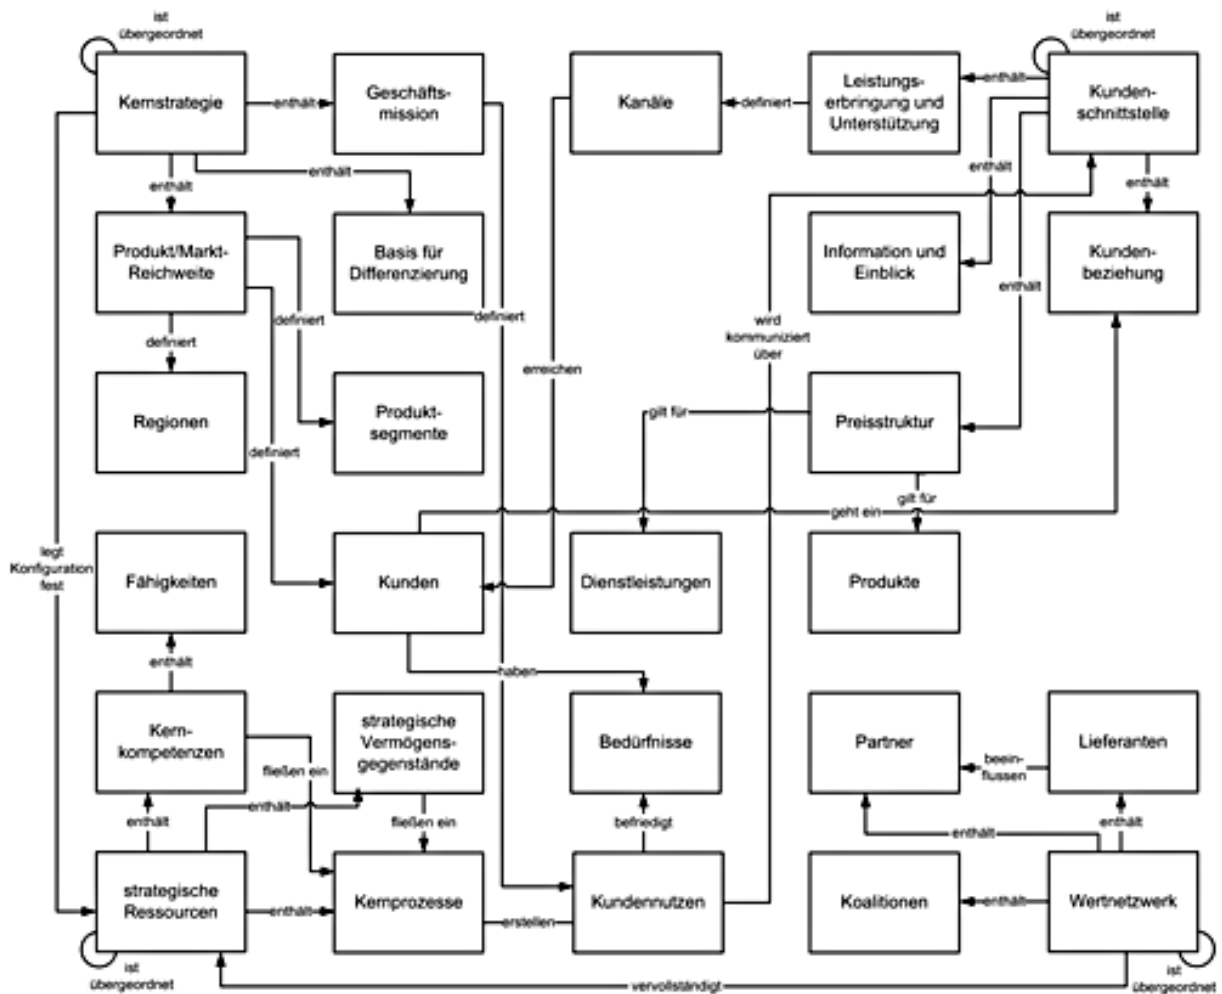 ist
übergeordnet
ist
übergeordnet
Kernstrategie
enthält
Geschäfts-
mission
Kanäle
definiert
Leistungs-
erbringung und
Unterstützung
enthält
Kunden-
schnittstelle
enthält
enthält
enthält
enthält
Produkt/Markt-
Reichweite
Basis für
Differenzierung
Information und
Einblick
Kunden-
beziehung
enthält
definiert
definiert
definiert
wird
kommuniziert
über
erreichen
Regionen
Produkt-
segmente
gilt für
Preisstruktur
definiert
gilt für
geht ein
legt
Konfiguration
fest
Fähigkeiten
Kunden
Dienstleistungen
Produkte
enthält
haben
Kern-
kompetenzen
strategische
Vermögens-
gegenstände
Bedürfnisse
Partner
Lieferanten
fließen ein
beein-
flussen
enthält
enthält
fließen ein
befriedigt
enthält
enthält
strategische
Ressourcen
enthält
Kernprozesse
erstellen
Kundennutzen
Koalitionen
enthält
Wertnetzwerk
ist
übergeordnet
vervollständigt
ist
übergeordnet